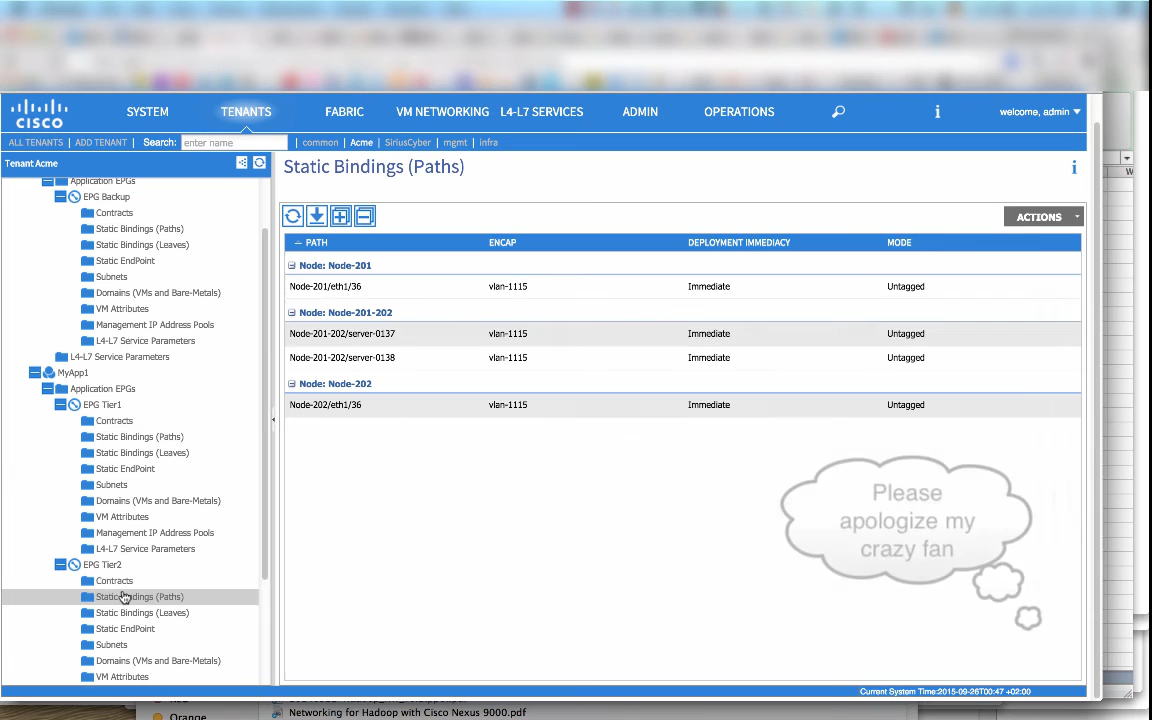 CISCO
SYSTEM TENANTS FABRIC VM NETWORKING L4-L7 SERVICES ADMIN OPERATIONS i welcome, admin
ALL TENANTS | ADD TENANT | Search: enter name | common | Acme | SiriusCyber | mgmt | infra
Tenant Acme
Application EPGs
EPG Backup
Contracts
Static Bindings (Paths)
Static Bindings (Leaves)
Static EndPoint
Subnets
Domains (VMs and Bare-Metals)
VM Attributes
Management IP Address Pools
L4-L7 Service Parameters
L4-L7 Service Parameters
MyApp1
Application EPGs
EPG Tier1
Contracts
Static Bindings (Paths)
Static Bindings (Leaves)
Static EndPoint
Subnets
Domains (VMs and Bare-Metals)
VM Attributes
Management IP Address Pools
L4-L7 Service Parameters
EPG Tier2
Contracts
Static Bindings (Paths)
Static Bindings (Leaves)
Static EndPoint
Subnets
Domains (VMs and Bare-Metals)
VM Attributes
Static Bindings (Paths)
i
ACTIONS
PATH ENCAP DEPLOYMENT IMMEDIACY MODE
Node: Node-201
Node-201/eth1/36 vlan-1115 Immediate Untagged
Node: Node-201-202
Node-201-202/server-0137 vlan-1115 Immediate Untagged
Node-201-202/server-0138 vlan-1115 Immediate Untagged
Node: Node-202
Node-202/eth1/36 vlan-1115 Immediate Untagged
Please
apologize my
crazy fan
Current System Time:2015-09-26T00:47 +02:00
Orange
Networking for Hadoop with Cisco Nexus 9000.pdf